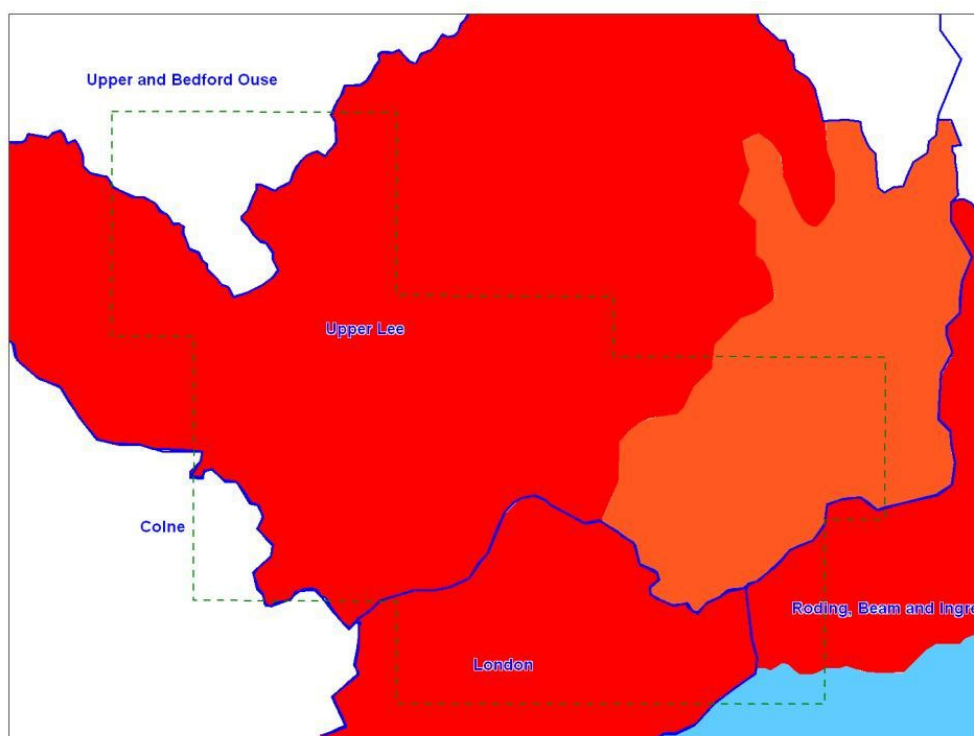 Upper and Bedford Ouse
Upper Lee
Colne
Roding, Beam and Ingre
London